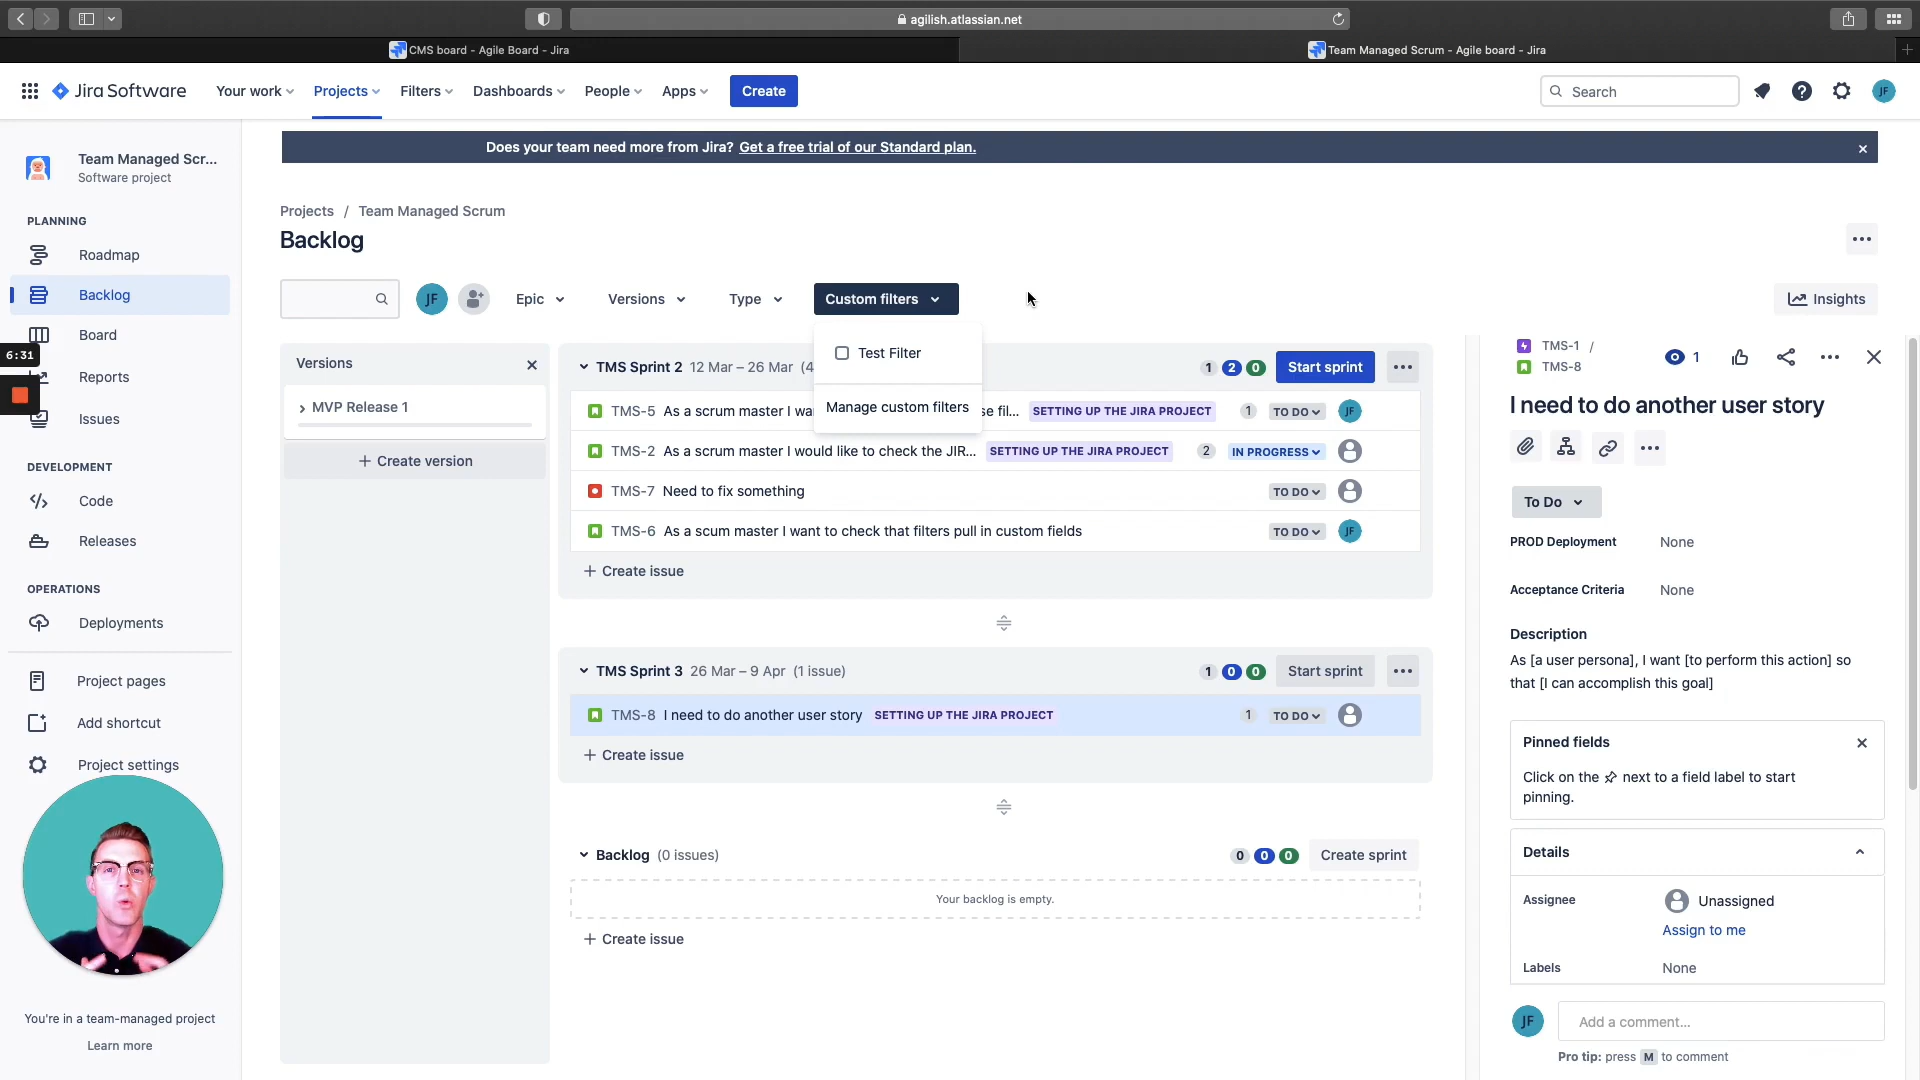 agilish.atlassian.net
CMS board - Agile Board - Jira
Team Managed Scrum - Agile board - Jira
Jira Software
Your work
Projects
Filters
Dashboards
People
Apps
Create
Search
JF
Team Managed Scr...
Software project
Does your team need more from Jira? Get a free trial of our Standard plan.
PLANNING
Roadmap
Backlog
Board
6:31
Reports
Issues
DEVELOPMENT
Code
Releases
OPERATIONS
Deployments
Project pages
Add shortcut
Project settings
You're in a team-managed project
Learn more
Projects / Team Managed Scrum
Backlog
JF
Epic
Versions
Type
Custom filters
Insights
Test Filter
Manage custom filters
Versions
MVP Release 1
Create version
TMS Sprint 2 12 Mar – 26 Mar (4
1 2 0
Start sprint
TMS-5 As a scrum master I wa se fil... SETTING UP THE JIRA PROJECT 1 TO DO JF
TMS-2 As a scrum master I would like to check the JIR... SETTING UP THE JIRA PROJECT 2 IN PROGRESS
TMS-7 Need to fix something TO DO
TMS-6 As a scum master I want to check that filters pull in custom fields TO DO JF
Create issue
TMS Sprint 3 26 Mar – 9 Apr (1 issue) 1 0 0 Start sprint
TMS-8 I need to do another user story SETTING UP THE JIRA PROJECT 1 TO DO
Create issue
Backlog (0 issues) 0 0 0 Create sprint
Your backlog is empty.
Create issue
TMS-1 /
TMS-8
1
I need to do another user story
To Do
PROD Deployment None
Acceptance Criteria None
Description
As [a user persona], I want [to perform this action] so
that [I can accomplish this goal]
Pinned fields
Click on the next to a field label to start
pinning.
Details
Assignee Unassigned
Assign to me
Labels None
JF Add a comment...
Pro tip: press M to comment